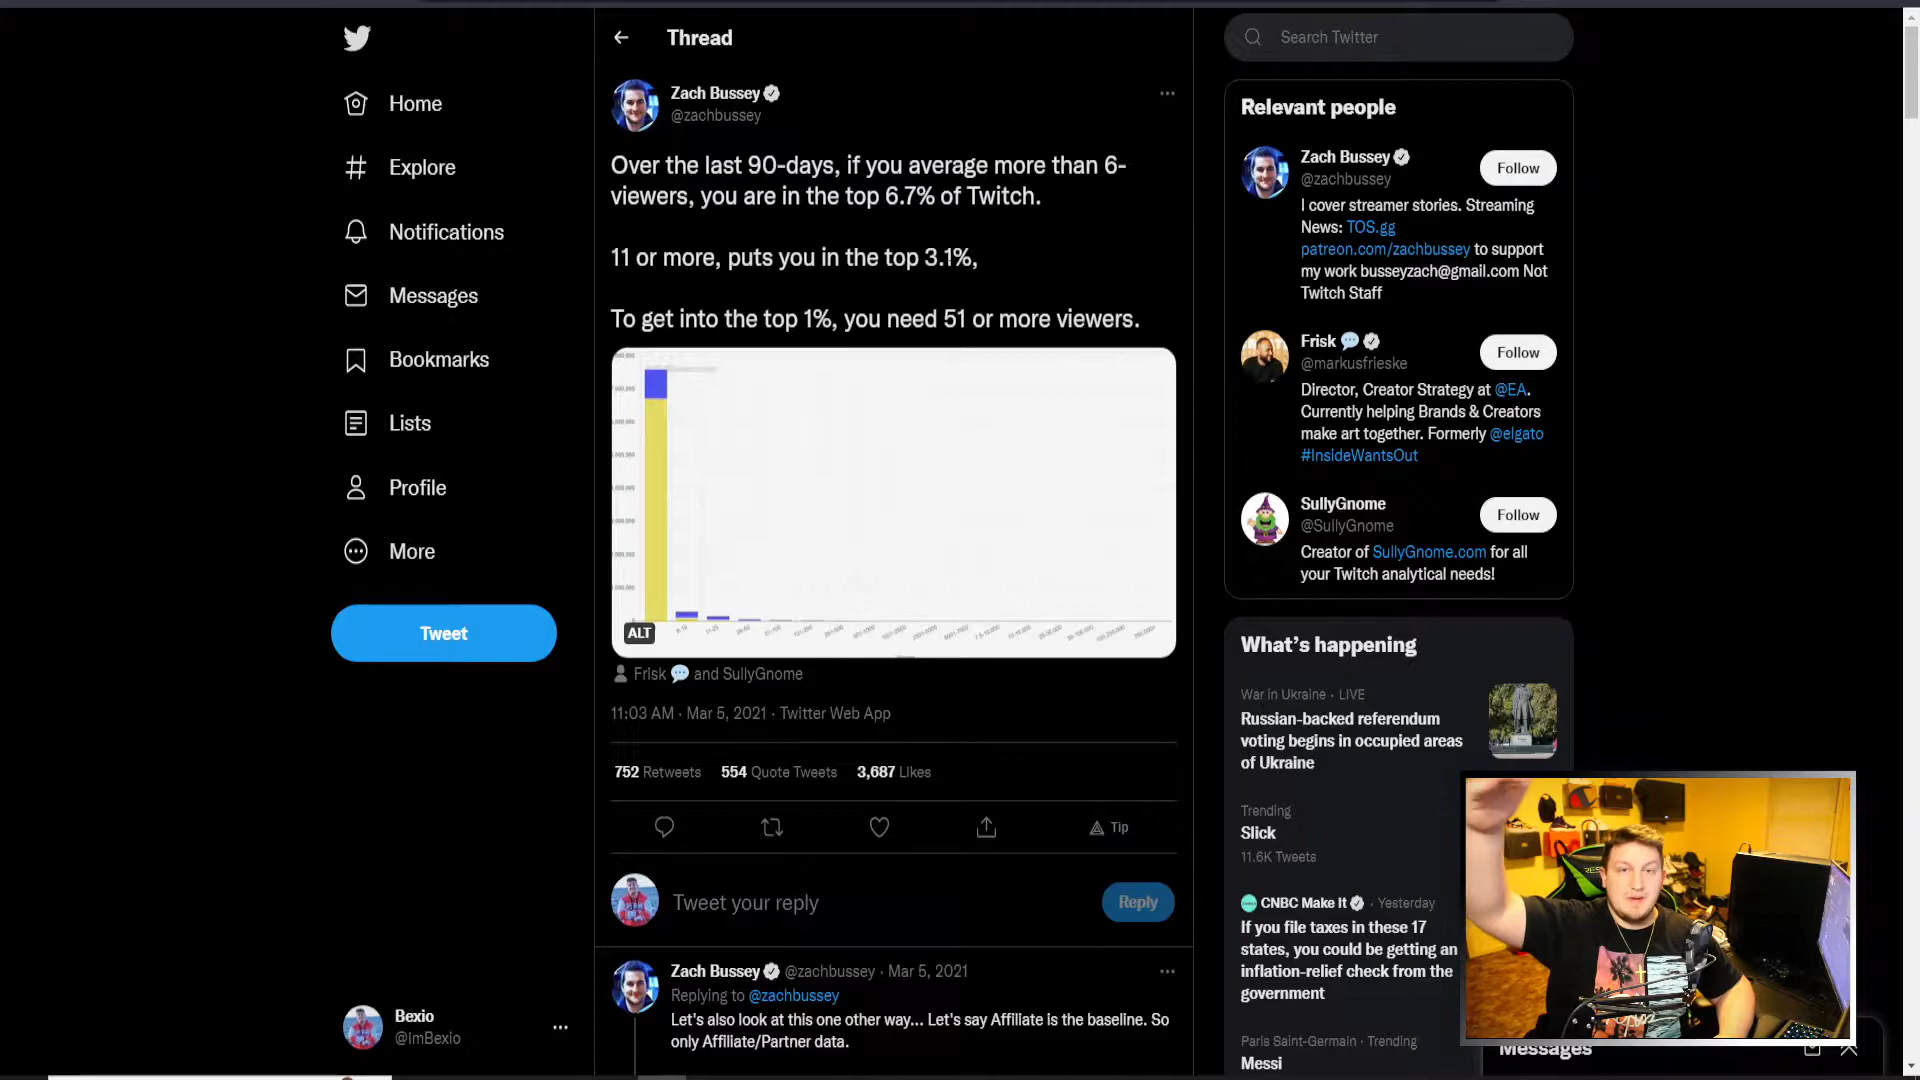 Home
Explore
Notifications
Messages
Bookmarks
Lists
Profile
More
Tweet
Bexio
@ImBexio
Thread
Zach Bussey
@zachbussey
Over the last 90-days, if you average more than 6-
viewers, you are in the top 6.7% of Twitch.
11 or more, puts you in the top 3.1%,
To get into the top 1%, you need 51 or more viewers.
ALT
Frisk 💬 and SullyGnome
11:03 AM · Mar 5, 2021 · Twitter Web App
752 Retweets 554 Quote Tweets 3,687 Likes
Tip
Tweet your reply
Reply
Zach Bussey @zachbussey · Mar 5, 2021
Replying to @zachbussey
Let's also look at this one other way... Let's say Affiliate is the baseline. So
only Affiliate/Partner data.
Search Twitter
Relevant people
Zach Bussey
@zachbussey
Follow
I cover streamer stories. Streaming
News: TOS.gg
patreon.com/zachbussey to support
my work busseyzach@gmail.com Not
Twitch Staff
Frisk 💬
@markusfrieske
Follow
Director, Creator Strategy at @EA.
Currently helping Brands & Creators
make art together. Formerly @elgato
#InsideWantsOut
SullyGnome
@SullyGnome
Follow
Creator of SullyGnome.com for all
your Twitch analytical needs!
What's happening
War in Ukraine · LIVE
Russian-backed referendum
voting begins in occupied areas
of Ukraine
Trending
Slick
11.6K Tweets
CNBC Make It · Yesterday
If you file taxes in these 17
states, you could be getting an
inflation-relief check from the
government
Paris Saint-Germain · Trending
Messi
Messages